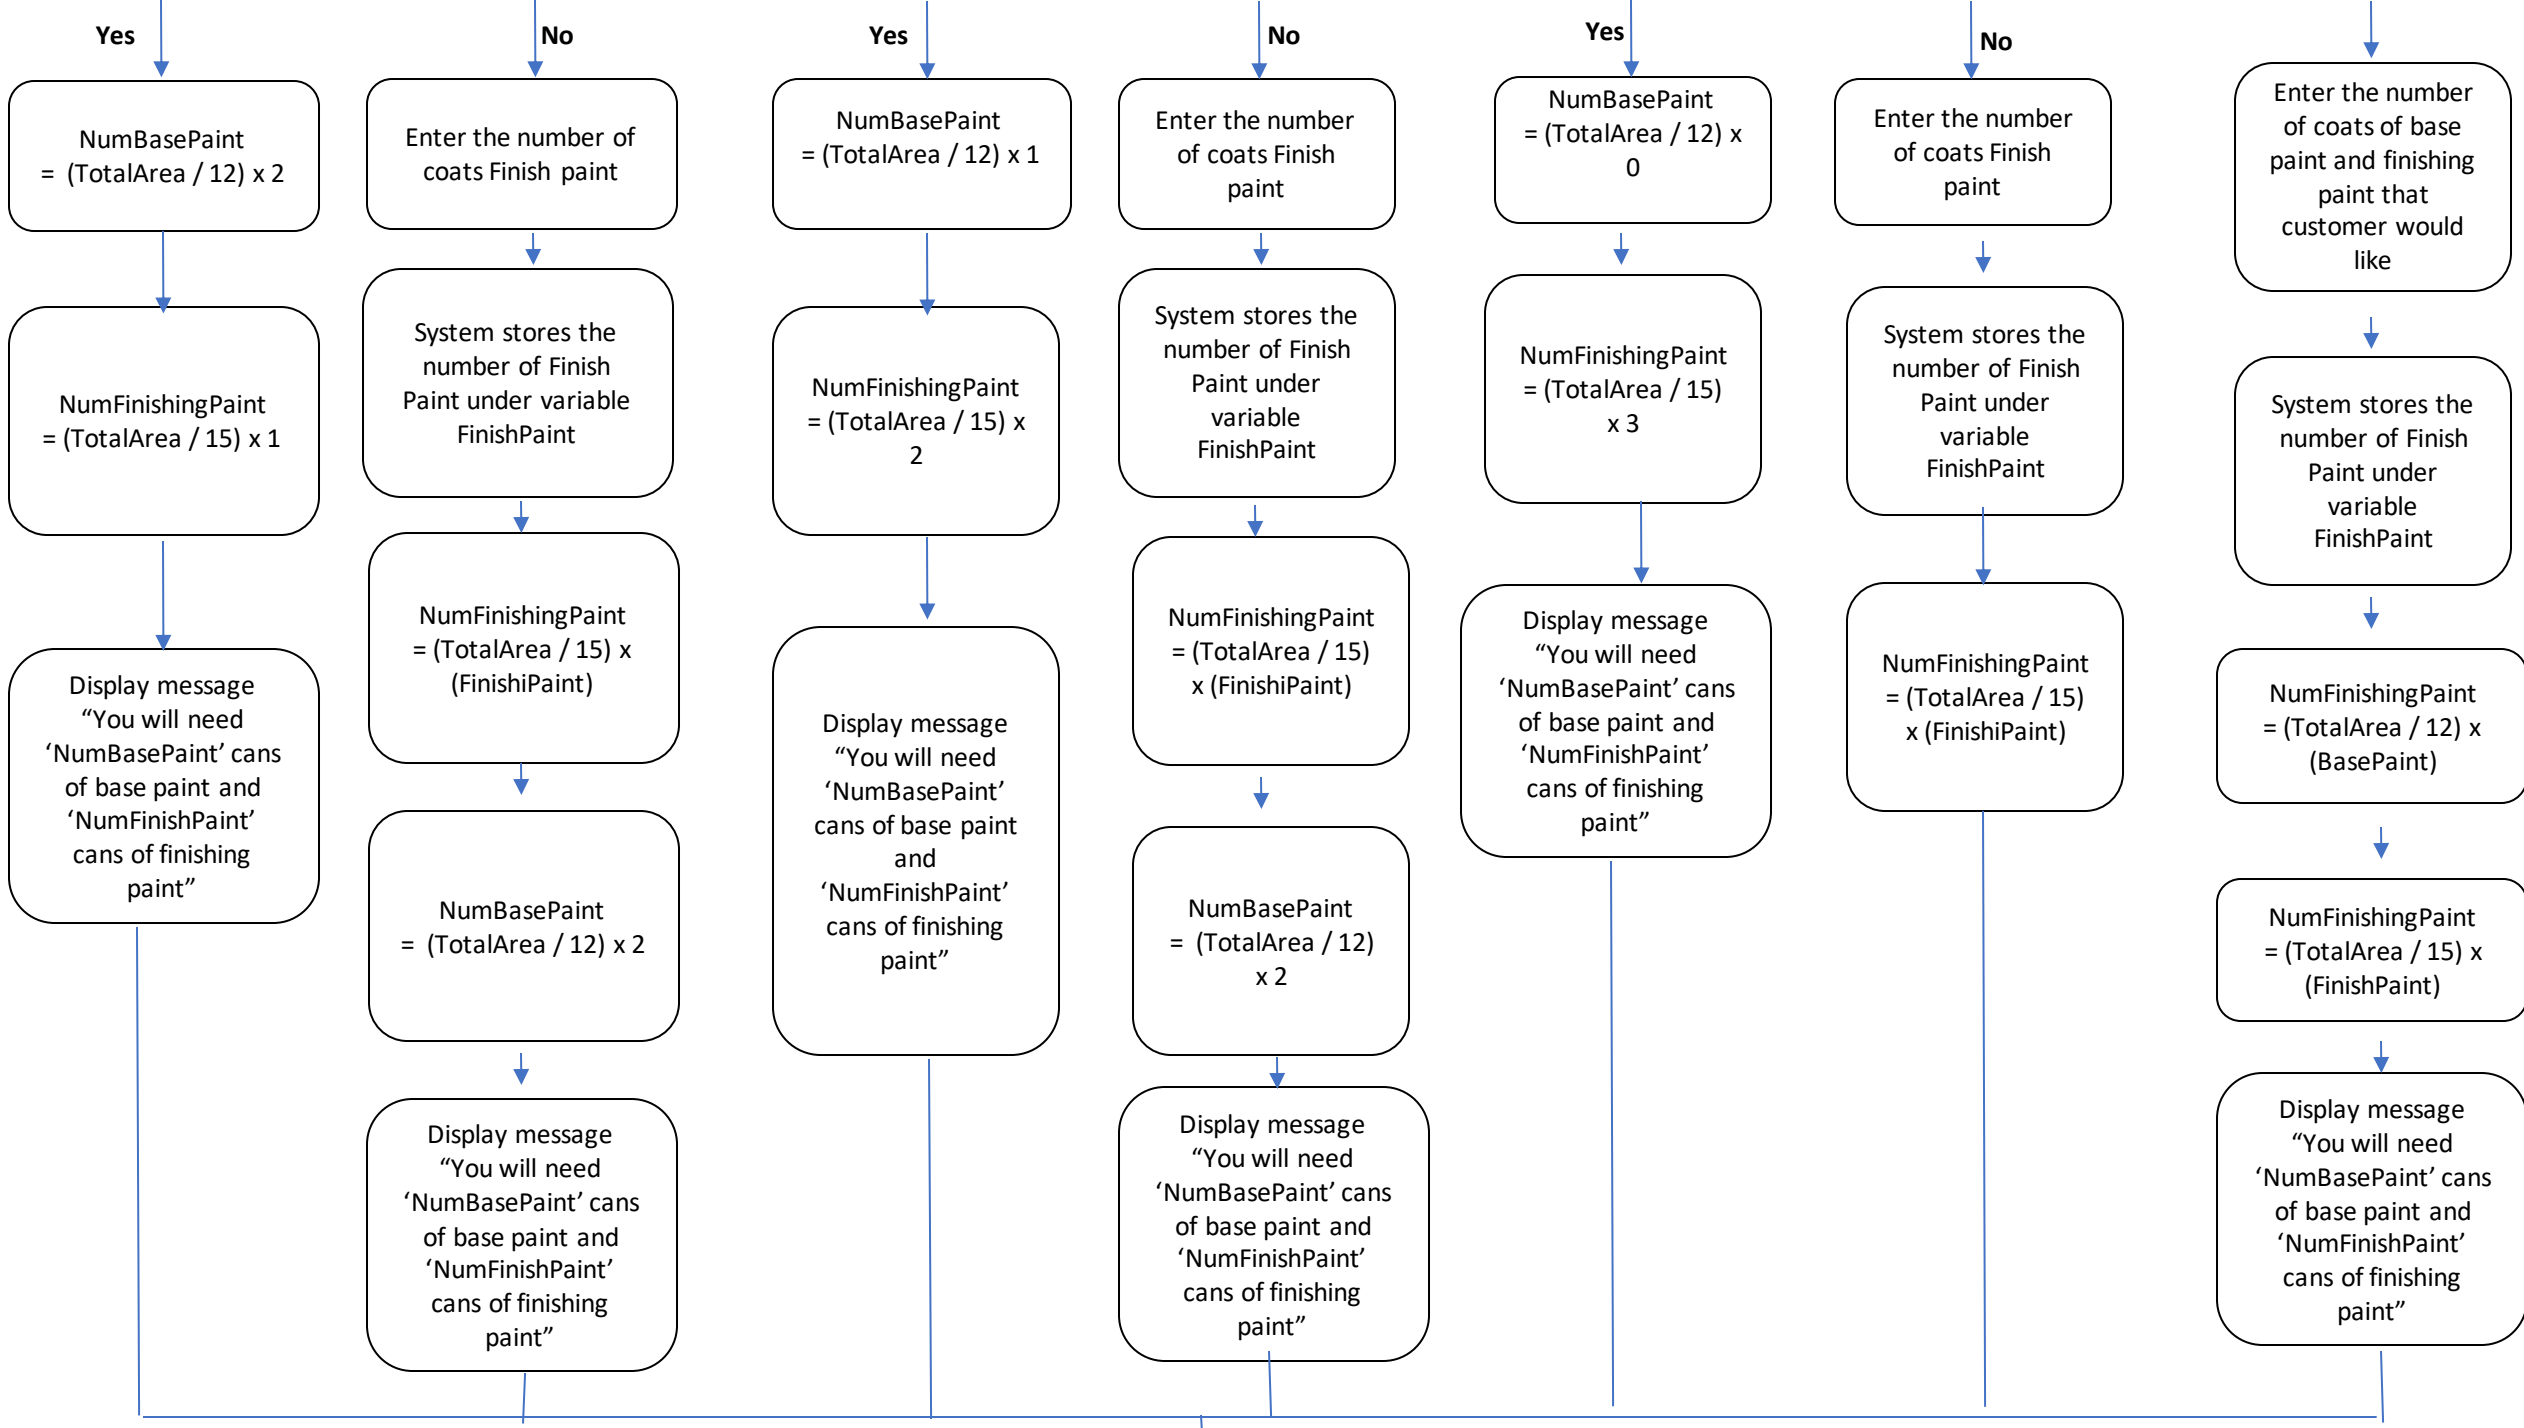 Yes
NumBasePaint
= (TotalArea / 12) x 2
NumFinishingPaint
= (TotalArea / 15) x 1
Display message
“You will need
‘NumBasePaint’ cans
of base paint and
‘NumFinishPaint’
cans of finishing
paint”
No
Enter the number of
coats Finish paint
System stores the
number of Finish
Paint under variable
FinishPaint
NumFinishingPaint
= (TotalArea / 15) x
(FinishiPaint)
NumBasePaint
= (TotalArea / 12) x 2
Display message
“You will need
‘NumBasePaint’ cans
of base paint and
‘NumFinishPaint’
cans of finishing
paint”
Yes
NumBasePaint
= (TotalArea / 12) x 1
NumFinishingPaint
= (TotalArea / 15) x
2
Display message
“You will need
‘NumBasePaint’
cans of base paint
and
‘NumFinishPaint’
cans of finishing
paint”
No
Enter the number
of coats Finish
paint
System stores the
number of Finish
Paint under
variable
FinishPaint
NumFinishingPaint
= (TotalArea / 15)
x (FinishiPaint)
NumBasePaint
= (TotalArea / 12)
x 2
Display message
“You will need
‘NumBasePaint’ cans
of base paint and
‘NumFinishPaint’
cans of finishing
paint”
Yes
NumBasePaint
= (TotalArea / 12) x
0
NumFinishingPaint
= (TotalArea / 15)
x 3
Display message
“You will need
‘NumBasePaint’ cans
of base paint and
‘NumFinishPaint’
cans of finishing
paint”
No
Enter the number
of coats Finish
paint
System stores the
number of Finish
Paint under
variable
FinishPaint
NumFinishingPaint
= (TotalArea / 15)
x (FinishiPaint)
Enter the number
of coats of base
paint and finishing
paint that
customer would
like
System stores the
number of Finish
Paint under
variable
FinishPaint
NumFinishingPaint
= (TotalArea / 12) x
(BasePaint)
NumFinishingPaint
= (TotalArea / 15) x
(FinishPaint)
Display message
“You will need
‘NumBasePaint’ cans
of base paint and
‘NumFinishPaint’
cans of finishing
paint”